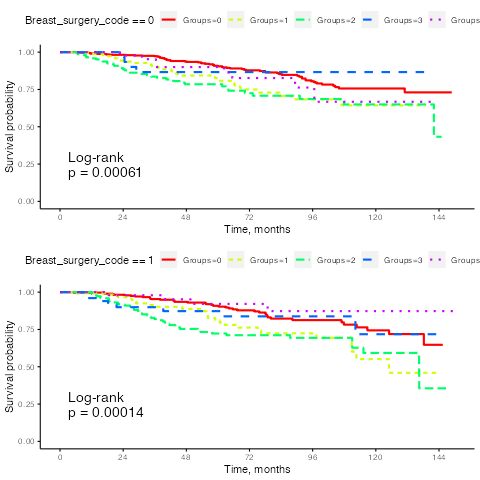 Breast_surgery_code == 0 Groups=0 Groups=1 Groups=2 Groups=3 Groups
Survival probability
1.00
0.75
0.50
0.25
0.00
Log-rank
p = 0.00061
0 24 48 72 96 120 144
Time, months
Breast_surgery_code == 1 Groups=0 Groups=1 Groups=2 Groups=3 Groups
Survival probability
1.00
0.75
0.50
0.25
0.00
Log-rank
p = 0.00014
0 24 48 72 96 120 144
Time, months